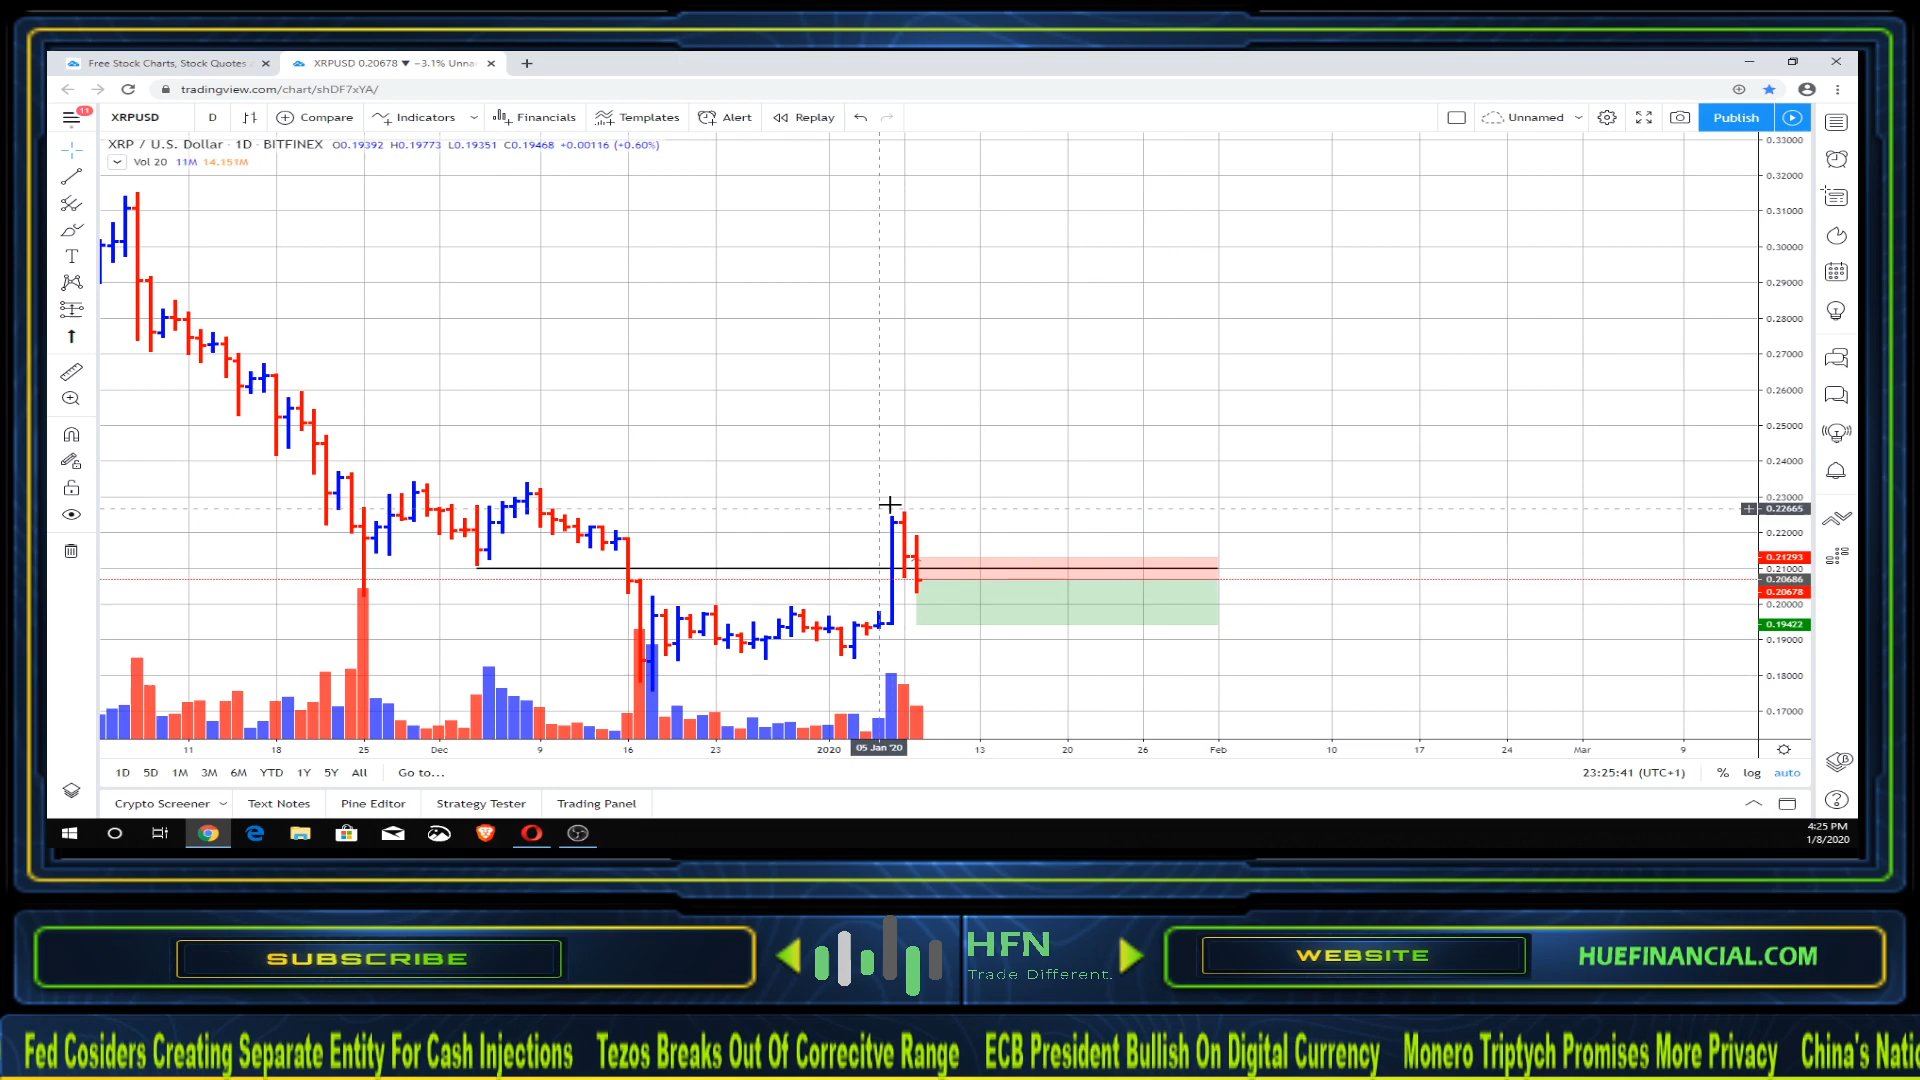 Free Stock Charts, Stock Quotes
XRPUSD 0.20678 ▼ −3.1% Unna
tradingview.com/chart/shDF7xYA/
11
XRPUSD
D
Compare
Indicators
Financials
Templates
Alert
Replay
Unnamed
Publish
XRP / U.S. Dollar · 1D · BITFINEX O0.19392 H0.19773 L0.19351 C0.19468 +0.00116 (+0.60%)
Vol 20 11M 14.151M
0.33000
0.32000
0.31000
0.30000
0.29000
0.28000
0.27000
0.26000
0.25000
0.24000
0.23000
0.22665
0.22000
0.21293
0.21000
0.20686
0.20678
0.20000
0.19422
0.19000
0.18000
0.17000
11 18 25 Dec 9 16 23 2020 05 Jan '20 13 20 26 Feb 10 17 24 Mar 9
1D 5D 1M 3M 6M YTD 1Y 5Y All Go to...
23:25:41 (UTC+1) % log auto
Crypto Screener Text Notes Pine Editor Strategy Tester Trading Panel
4:25 PM
1/8/2020
SUBSCRIBE
HFN
Trade Different.
WEBSITE
HUEFINANCIAL.COM
Fed Cosiders Creating Separate Entity For Cash Injections Tezos Breaks Out Of Correcitve Range ECB President Bullish On Digital Currency Monero Triptych Promises More Privacy China's Natio